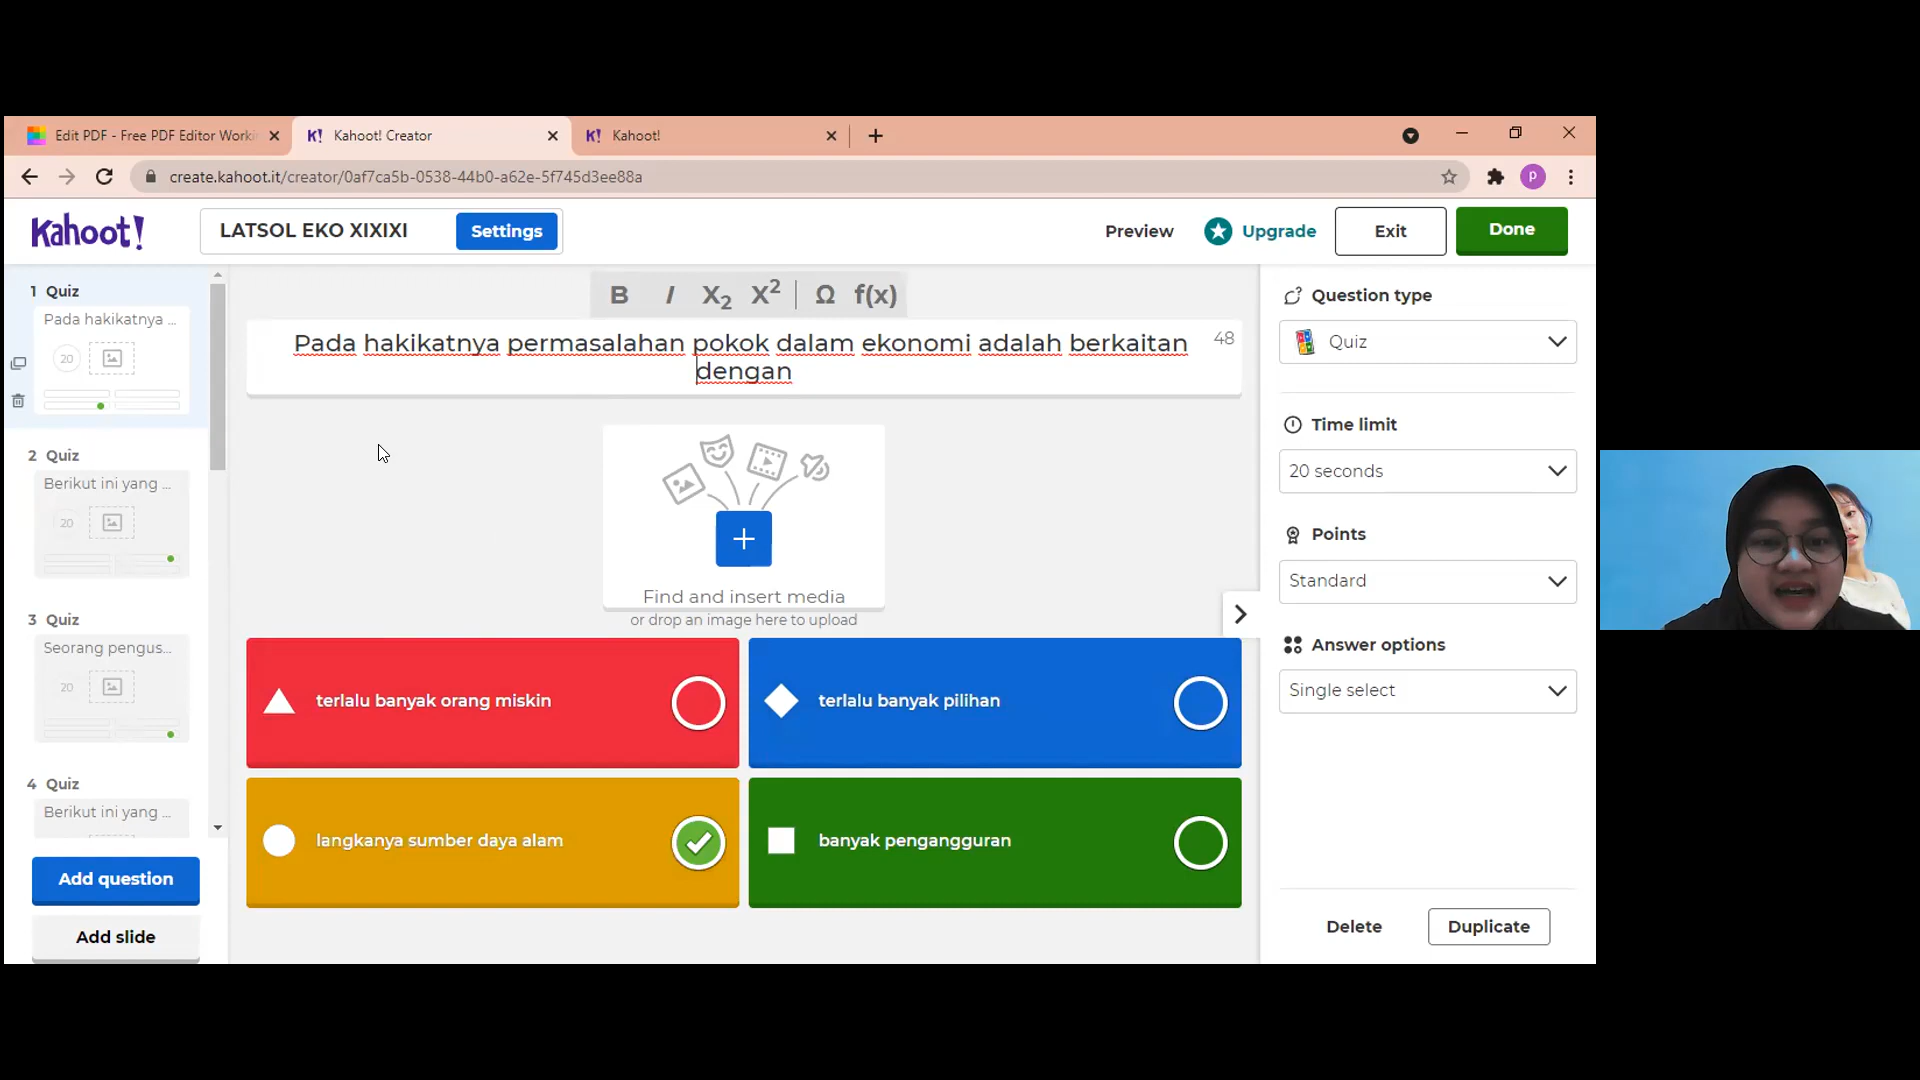 Edit PDF - Free PDF Editor Worki
Kahoot! Creator
Kahoot!
create.kahoot.it/creator/0af7ca5b-0538-44b0-a62e-5f745d3ee88a
P
Kahoot!
LATSOL EKO XIXIXI
Settings
Preview
Upgrade
Exit
Done
1 Quiz
Pada hakikatnya ...
20
2 Quiz
Berikut ini yang ...
20
3 Quiz
Seorang pengus...
20
4 Quiz
Berikut ini yang ...
Add question
Add slide
B I X2 X2 Ω f(x)
Pada hakikatnya permasalahan pokok dalam ekonomi adalah berkaitan
dengan
48
Find and insert media
or drop an image here to upload
terlalu banyak orang miskin
terlalu banyak pilihan
langkanya sumber daya alam
banyak pengangguran
Question type
Quiz
Time limit
20 seconds
Points
Standard
Answer options
Single select
Delete
Duplicate